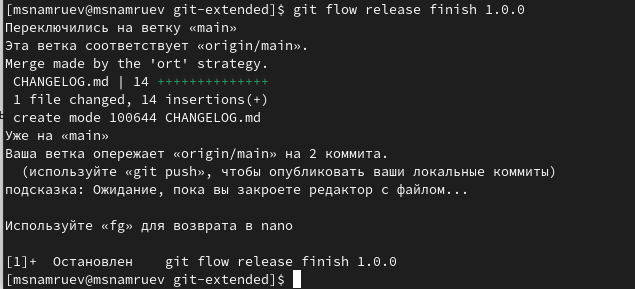 [msnamruev@msnamruev git-extended]$ git flow release finish 1.0.0
Переключились на ветку «main»
Эта ветка соответствует «origin/main».
Merge made by the 'ort' strategy.
 CHANGELOG.md | 14 ++++++++++++++
 1 file changed, 14 insertions(+)
 create mode 100644 CHANGELOG.md
Уже на «main»
Ваша ветка опережает «origin/main» на 2 коммита.
  (используйте «git push», чтобы опубликовать ваши локальные коммиты)
подсказка: Ожидание, пока вы закроете редактор с файлом...
Используйте «fg» для возврата в nano
[1]+  Остановлен    git flow release finish 1.0.0
[msnamruev@msnamruev git-extended]$